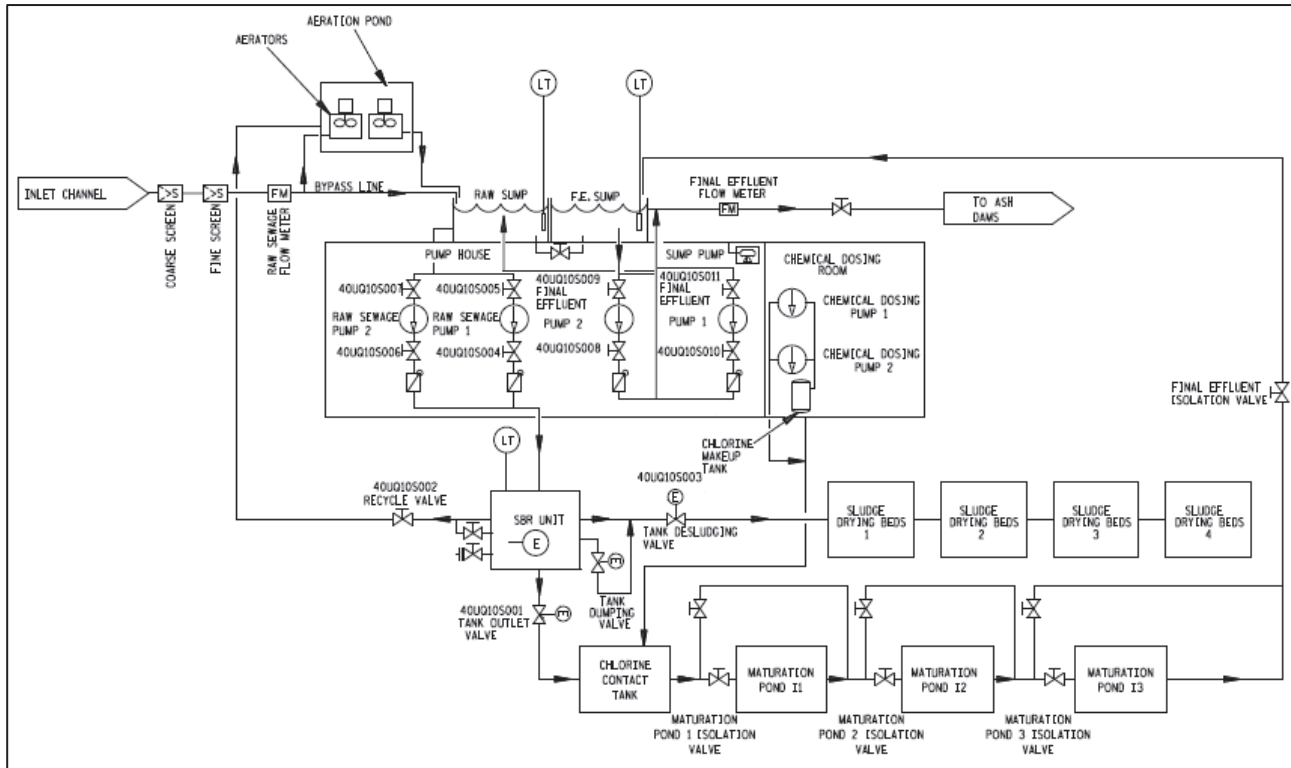 AERATION POND
AERATORS
LT
LT
INLET CHANNEL
>S
>S
FM
BYPASS LINE
RAW SUMP
F.E. SUMP
FINAL EFFLUENT
FLOW METER
FM
TO ASH
DAMS
COARSE SCREEN
FINE SCREEN
RAW SEWAGE
FLOW METER
PUMP HOUSE
SUMP PUMP
CHEMICAL DOSING
ROOM
40UQ10S007
40UQ10S005
40UQ10S009
FINAL
EFFLUENT
40UQ10S011
FINAL
EFFLUENT
RAW SEWAGE
PUMP 2
RAW SEWAGE
PUMP 1
PUMP 2
PUMP 1
CHEMICAL DOSING
PUMP 1
40UQ10S006
40UQ10S004
40UQ10S008
40UQ10S010
CHEMICAL DOSING
PUMP 2
FINAL EFFLUENT
ISOLATION VALVE
CHLORINE
MAKEUP
TANK
LT
40UQ10S002
RECYCLE VALVE
40UQ10S003
E
SBR UNIT
E
TANK DESLUDGING
VALVE
SLUDGE
DRYING BEDS
1
SLUDGE
DRYING BEDS
2
SLUDGE
DRYING BEDS
3
SLUDGE
DRYING BEDS
4
E
TANK
DUMPING
VALVE
40UQ10S001
TANK OUTLET
VALVE
E
CHLORINE
CONTACT
TANK
MATURATION
POND I1
MATURATION
POND I2
MATURATION
POND I3
MATURATION
POND 1 ISOLATION
VALVE
MATURATION
POND 2 ISOLATION
VALVE
MATURATION
POND 3 ISOLATION
VALVE